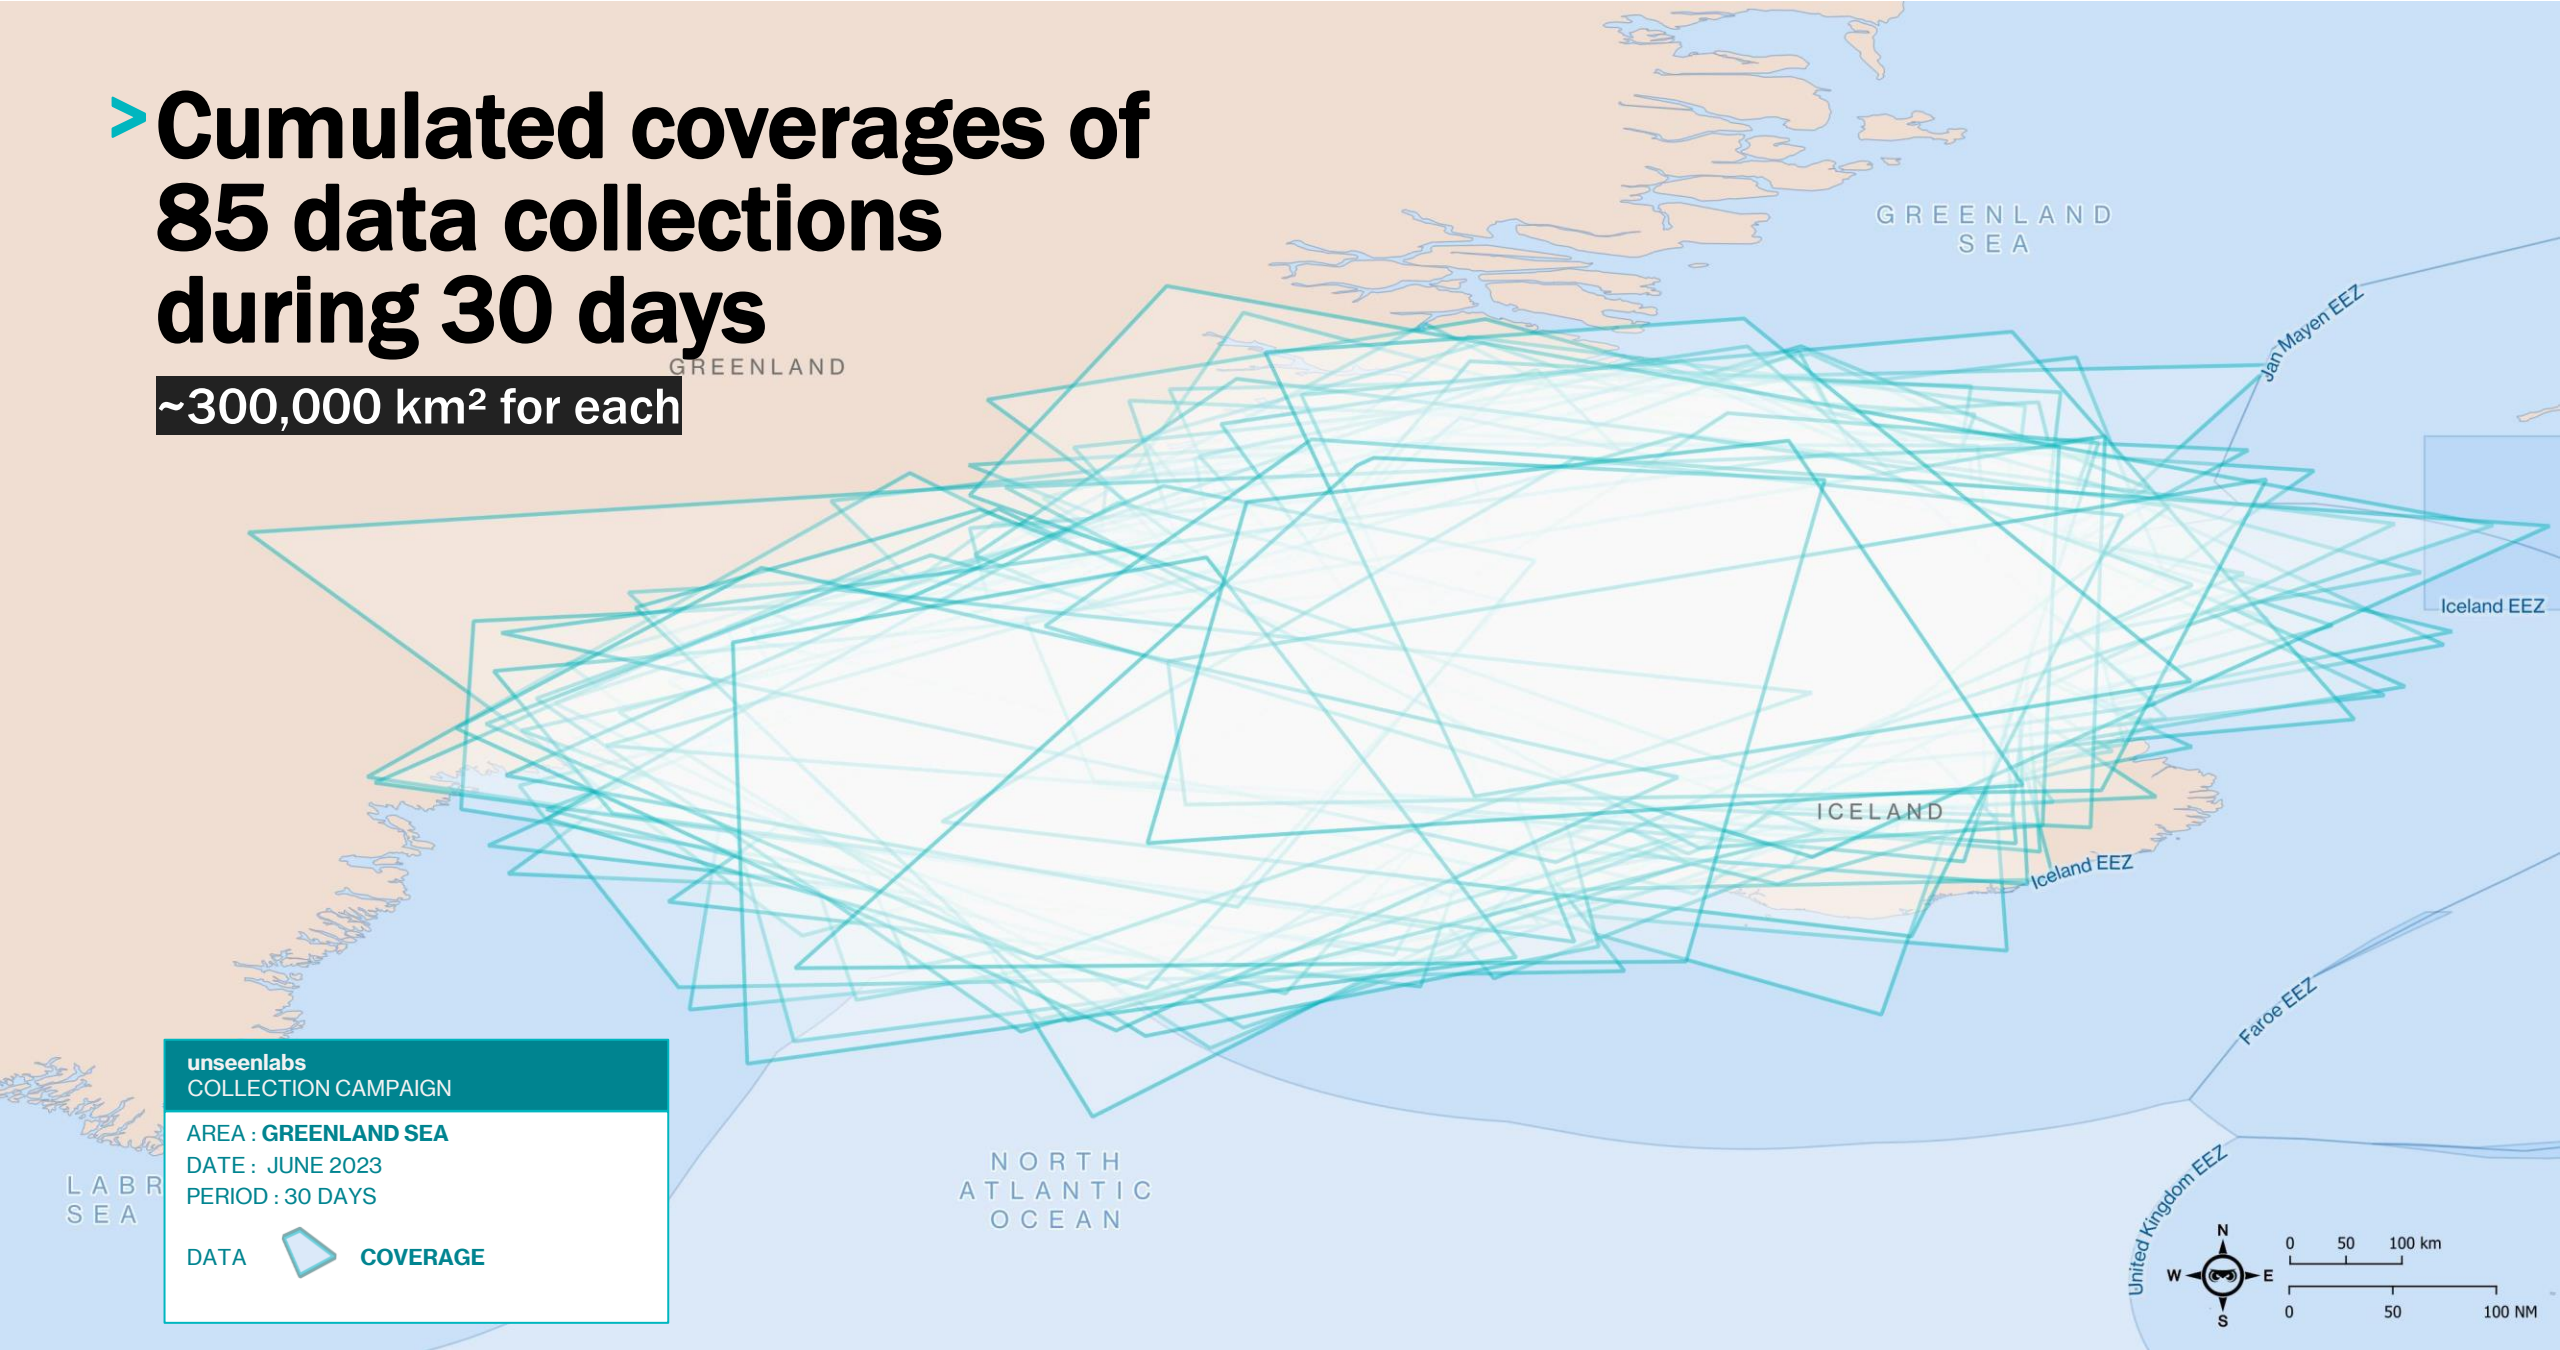 > Cumulated coverages of
85 data collections
during 30 days
GREENLAND
~300,000 km² for each
GREENLAND
SEA
Jan Mayen EEZ
Iceland EEZ
ICELAND
Iceland EEZ
Faroe EEZ
United Kingdom EEZ
NORTH
ATLANTIC
OCEAN
LABR
SEA
unseenlabs
COLLECTION CAMPAIGN
AREA : GREENLAND SEA
DATE : JUNE 2023
PERIOD : 30 DAYS
DATA COVERAGE
N
W E
S
0 50 100 km
0 50 100 NM